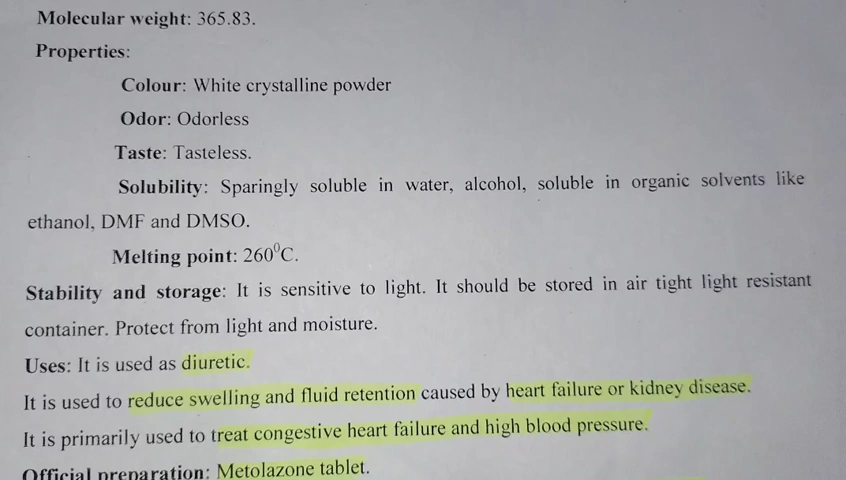 Molecular weight: 365.83.
Properties:
Colour: White crystalline powder
Odor: Odorless
Taste: Tasteless.
Solubility: Sparingly soluble in water, alcohol, soluble in organic solvents like
ethanol, DMF and DMSO.
Melting point: 260⁰C.
Stability and storage: It is sensitive to light. It should be stored in air tight light resistant
container. Protect from light and moisture.
Uses: It is used as diuretic.
It is used to reduce swelling and fluid retention caused by heart failure or kidney disease.
It is primarily used to treat congestive heart failure and high blood pressure.
Official preparation: Metolazone tablet.